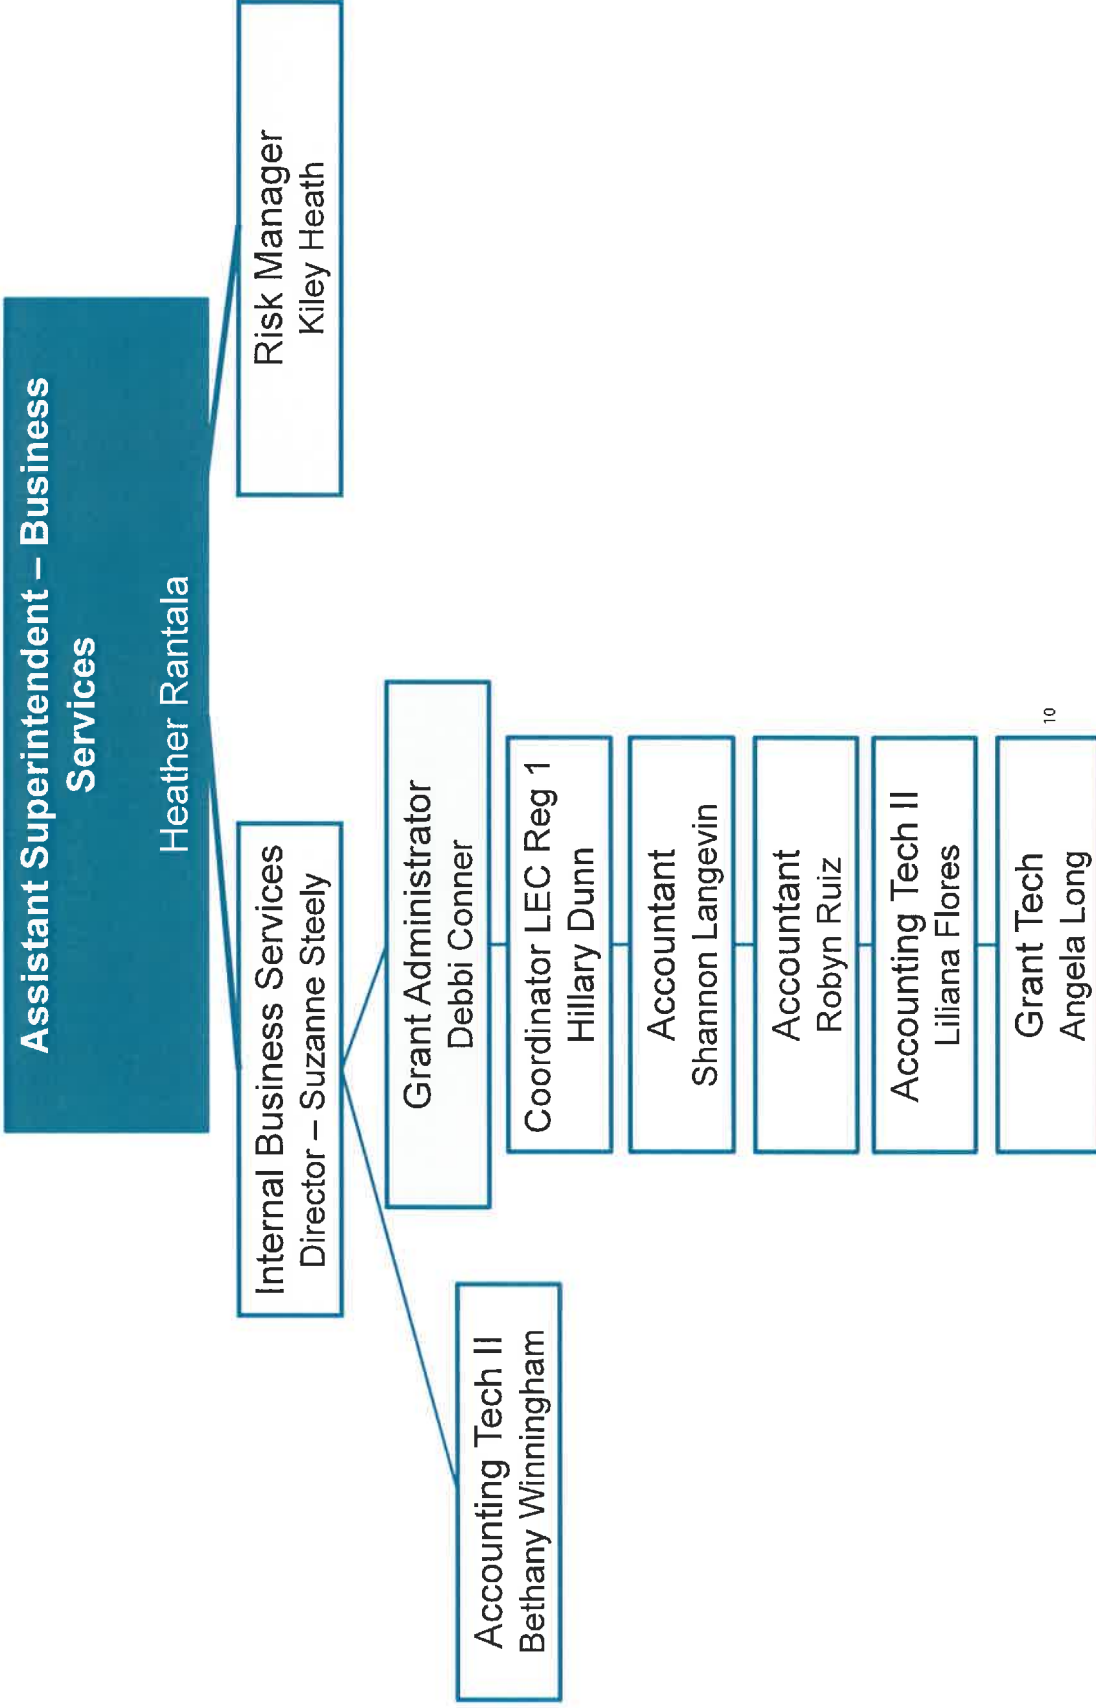 Assistant Superintendent – Business
Services
Heather Rantala
Internal Business Services
Director – Suzanne Steely
Risk Manager
Kiley Heath
Accounting Tech II
Bethany Winningham
Grant Administrator
Debbi Conner
Coordinator LEC Reg 1
Hillary Dunn
Accountant
Shannon Langevin
Accountant
Robyn Ruiz
Accounting Tech II
Liliana Flores
Grant Tech
Angela Long
10